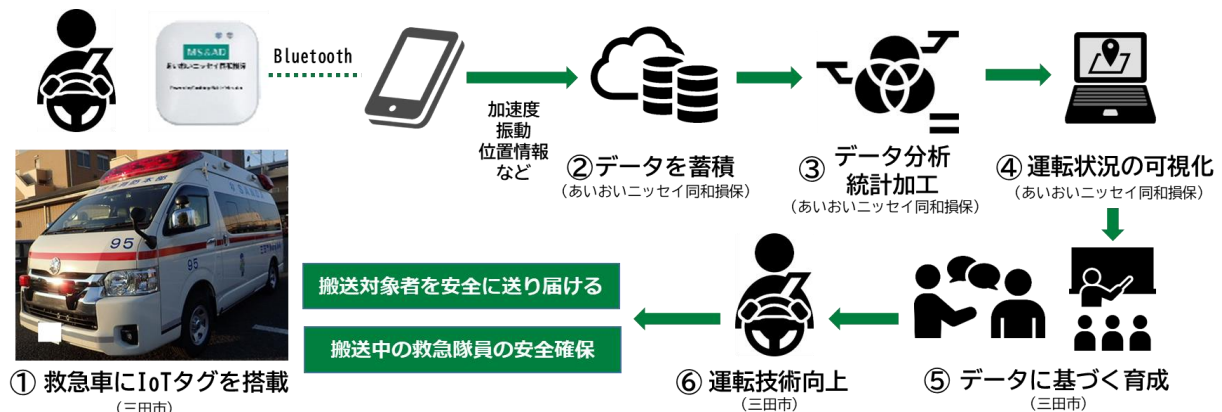 MS&AD
あいおいニッセイ同和損保
Bluetooth
加速度
振動
位置情報
など
②データを蓄積
(あいおいニッセイ同和損保)
③ データ分析
統計加工
(あいおいニッセイ同和損保)
④ 運転状況の可視化
(あいおいニッセイ同和損保)
95
95
搬送対象者を安全に送り届ける
搬送中の救急隊員の安全確保
① 救急車にIoTタグを搭載
(三田市)
⑥ 運転技術向上
(三田市)
⑤ データに基づく育成
(三田市)